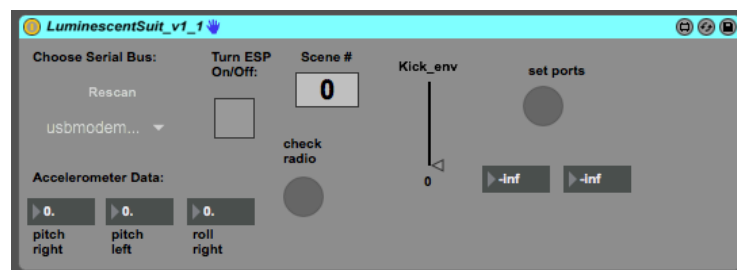 LuminescentSuit_v1_1
Choose Serial Bus:
Rescan
usbmodem...
Turn ESP
On/Off:
Scene #
0
check
radio
Kick_env
0
set ports
-inf
-inf
Accelerometer Data:
0.
0.
0.
pitch
right
pitch
left
roll
right